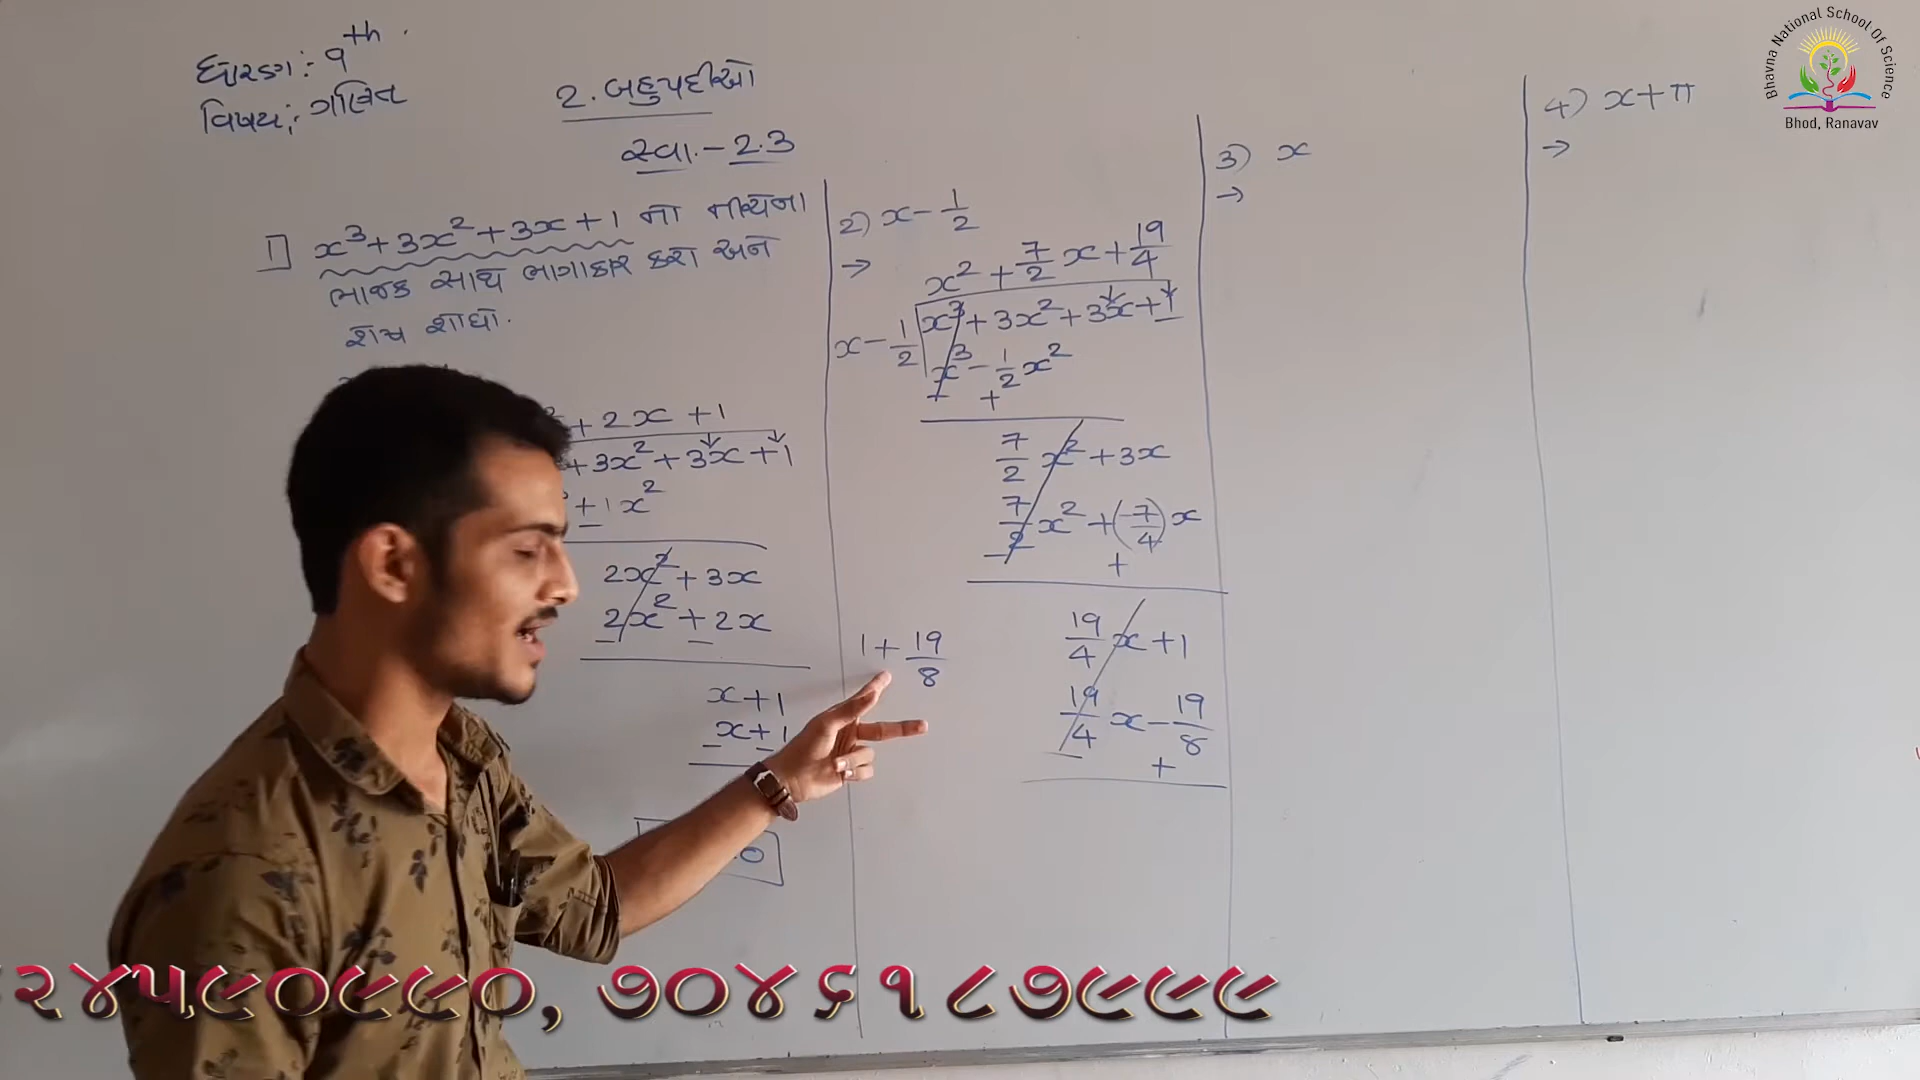 ધોરણ :- 9th.
વિષય :- ગણિત
2. બહુપદીઓ
સ્વા.- 2.3
1] x³+3x²+3x+1 ના નીચેના
ભાજક સાથે ભાગાકાર કરો અને
શેષ શોધો.
+ 2x +1
+3x²+3x+1
+1x²
2x²+3x
2x²+2x
x+1
x+1
0
2) x - 1/2
→
x² + 7/2 x + 19/4
x - 1/2
x³+3x²+3x+1
x³ - 1/2 x²
- +
7/2 x² + 3x
7/2 x² + (-7/4) x
- +
1 + 19/8
19/4 x + 1
19/4 x - 19/8
- +
3) x
→
4) x+π
→
Bhavna National School Of Science
Bhod, Ranavav
૨૪૫૯૦૯૯૦, ૭૦૪૬૧૮૭૯૯૯